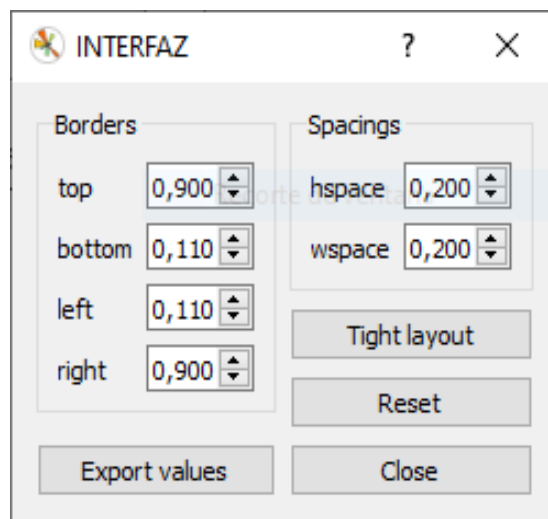 INTERFAZ ?
Borders
top 0,900
bottom 0,110
left 0,110
right 0,900
Spacings
hspace 0,200
wspace 0,200
Tight layout
Reset
Export values
Close